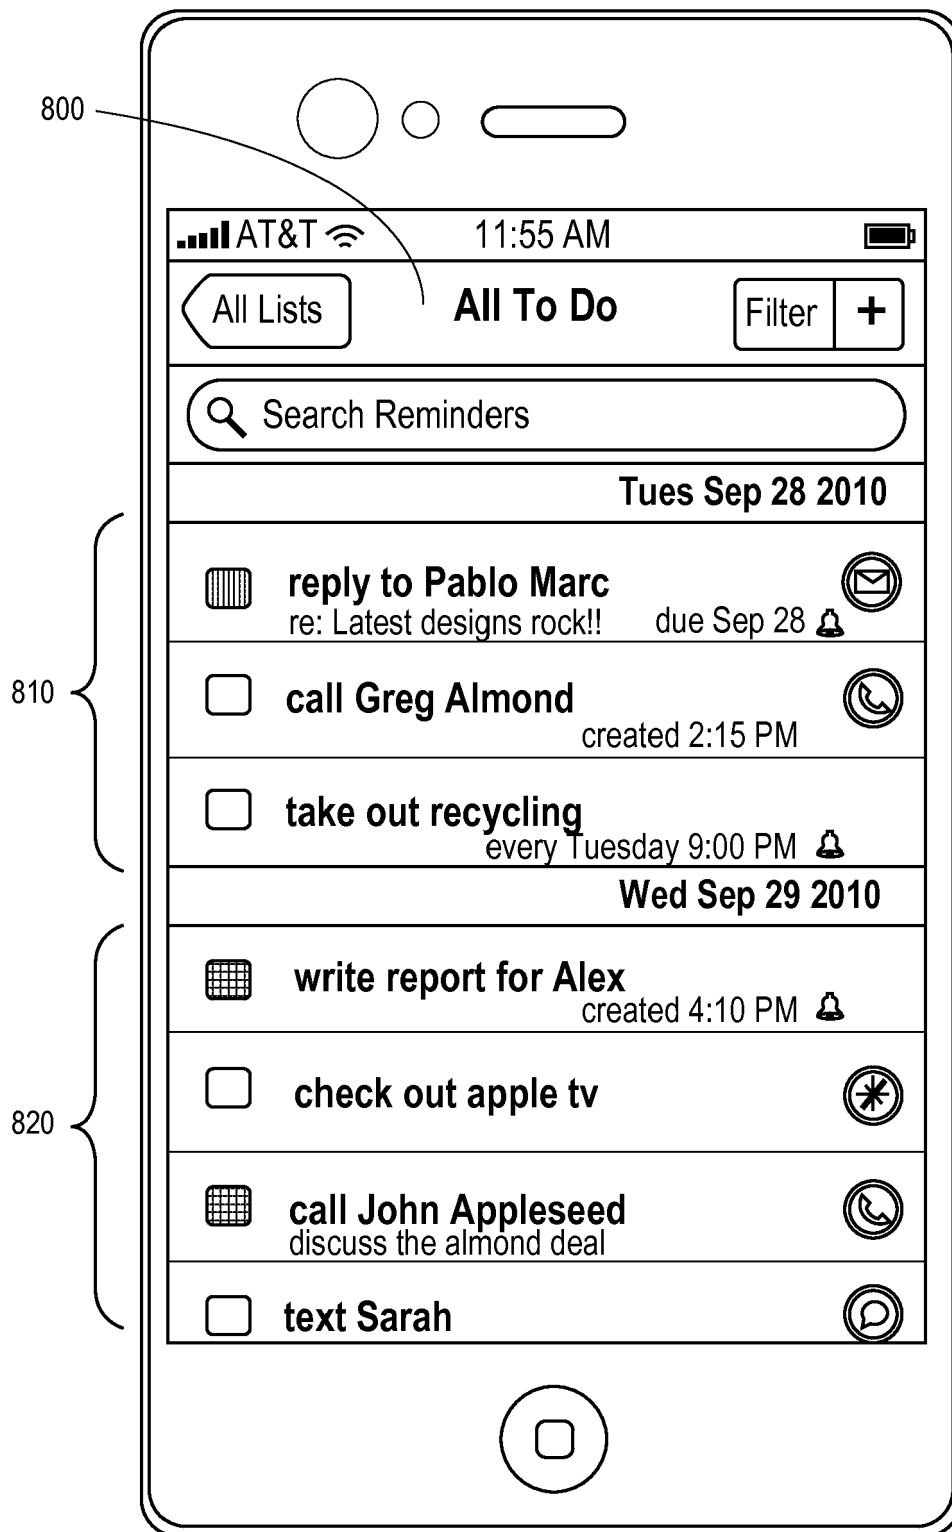 800
AT&T 11:55 AM
All Lists All To Do Filter +
Search Reminders
Tues Sep 28 2010
810
reply to Pablo Marc
re: Latest designs rock!! due Sep 28
call Greg Almond
created 2:15 PM
take out recycling
every Tuesday 9:00 PM
Wed Sep 29 2010
820
write report for Alex
created 4:10 PM
check out apple tv
call John Appleseed
discuss the almond deal
text Sarah